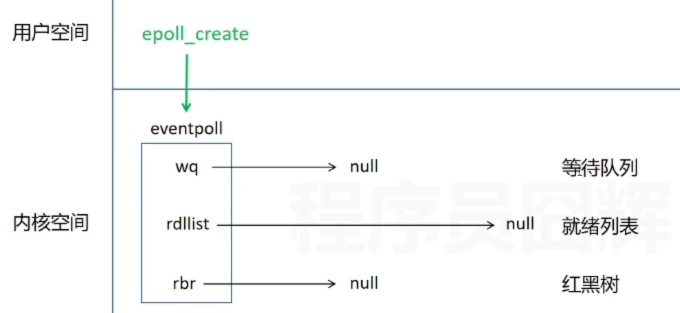 用户空间
epoll_create
eventpoll
wq null 等待队列
内核空间
rdllist null 就绪列表
rbr null 红黑树
程序员囧辉